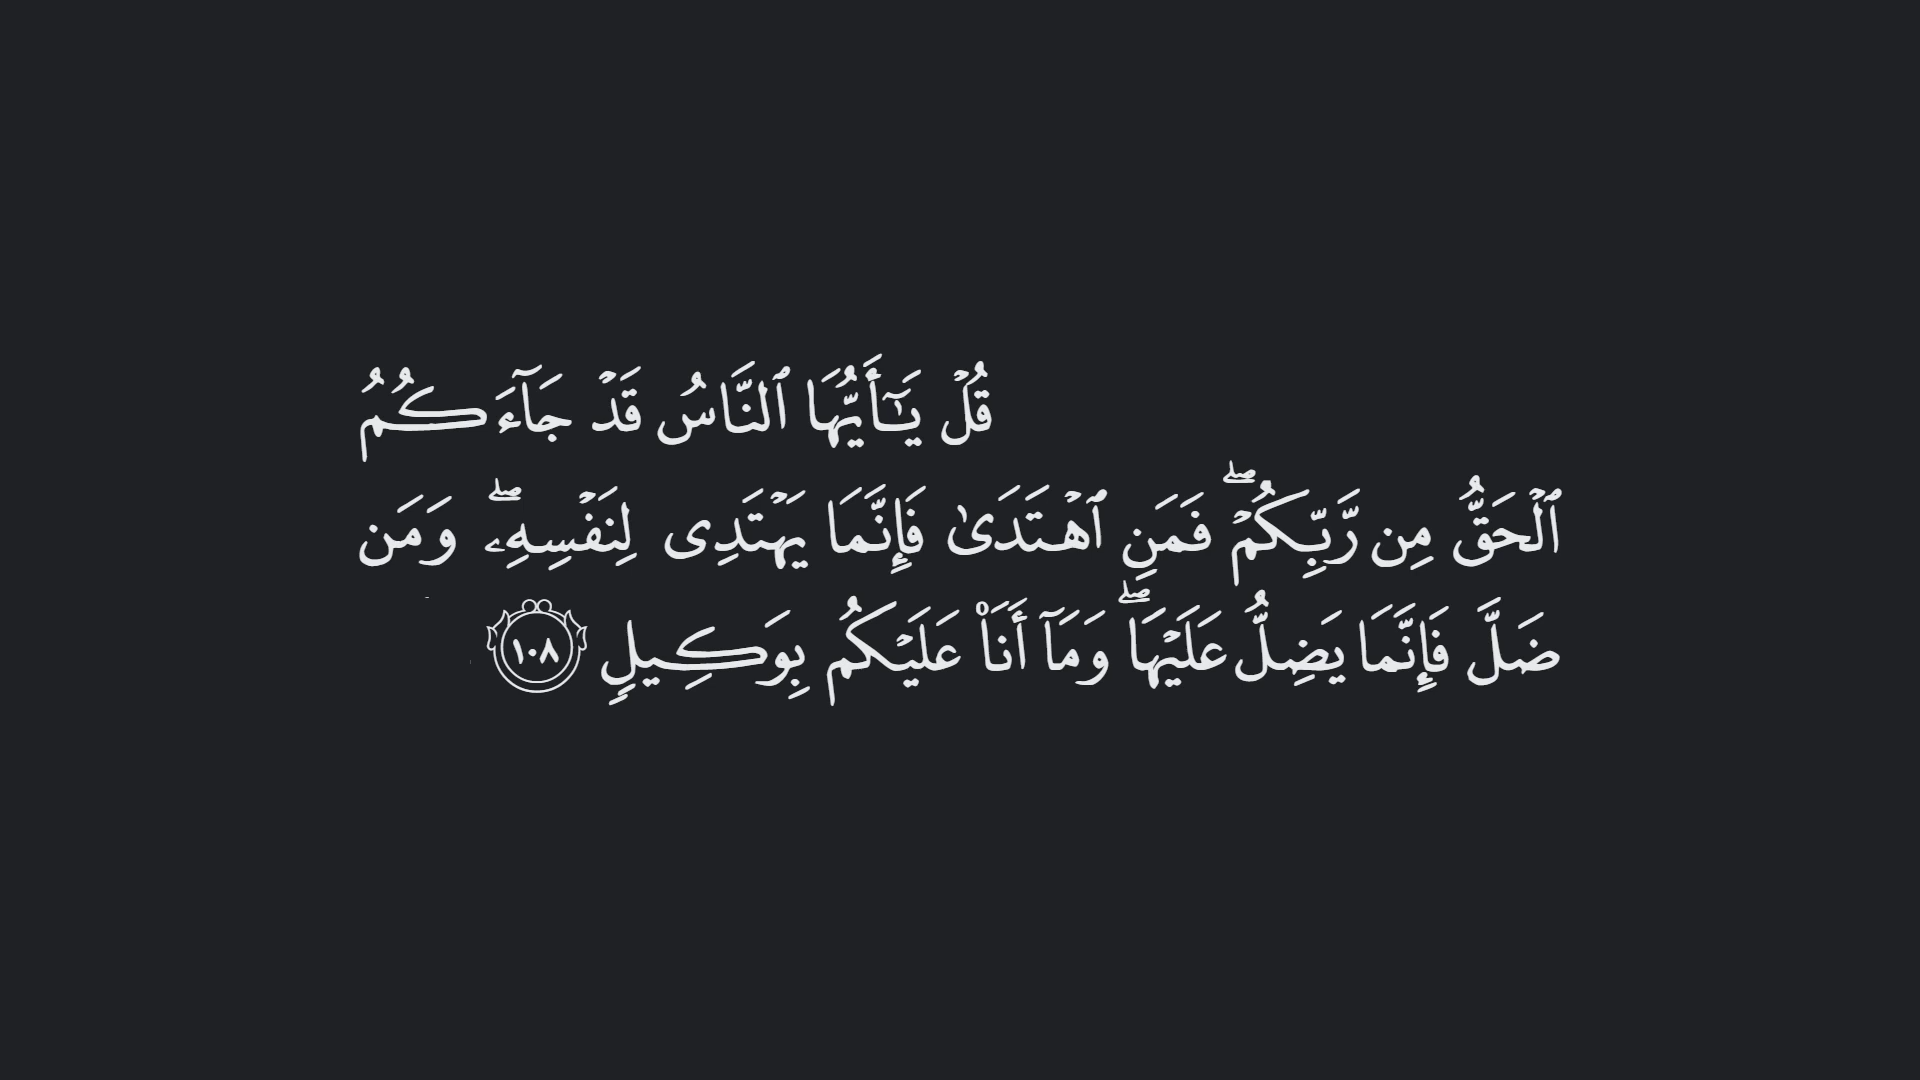 قُلۡ يَـٰٓأَيُّهَا ٱلنَّاسُ قَدۡ جَآءَكُمُ
ٱلۡحَقُّ مِن رَّبِّكُمۡۖ فَمَنِ ٱهۡتَدَىٰ فَإِنَّمَا يَهۡتَدِى لِنَفۡسِهِۦۖ وَمَن
ضَلَّ فَإِنَّمَا يَضِلُّ عَلَيۡهَاۖ وَمَآ أَنَا۠ عَلَيۡكُم بِوَكِيلٍ ١٠٨